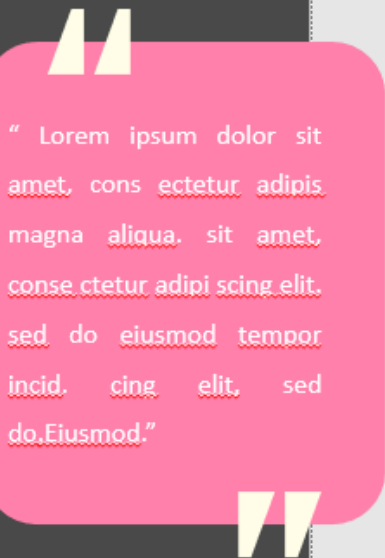 “ Lorem ipsum dolor sit
amet, cons ectetur adipis
magna aliqua. sit amet,
conse ctetur adipi scing elit.
sed do eiusmod tempor
incid. cing elit, sed
do.Eiusmod.”